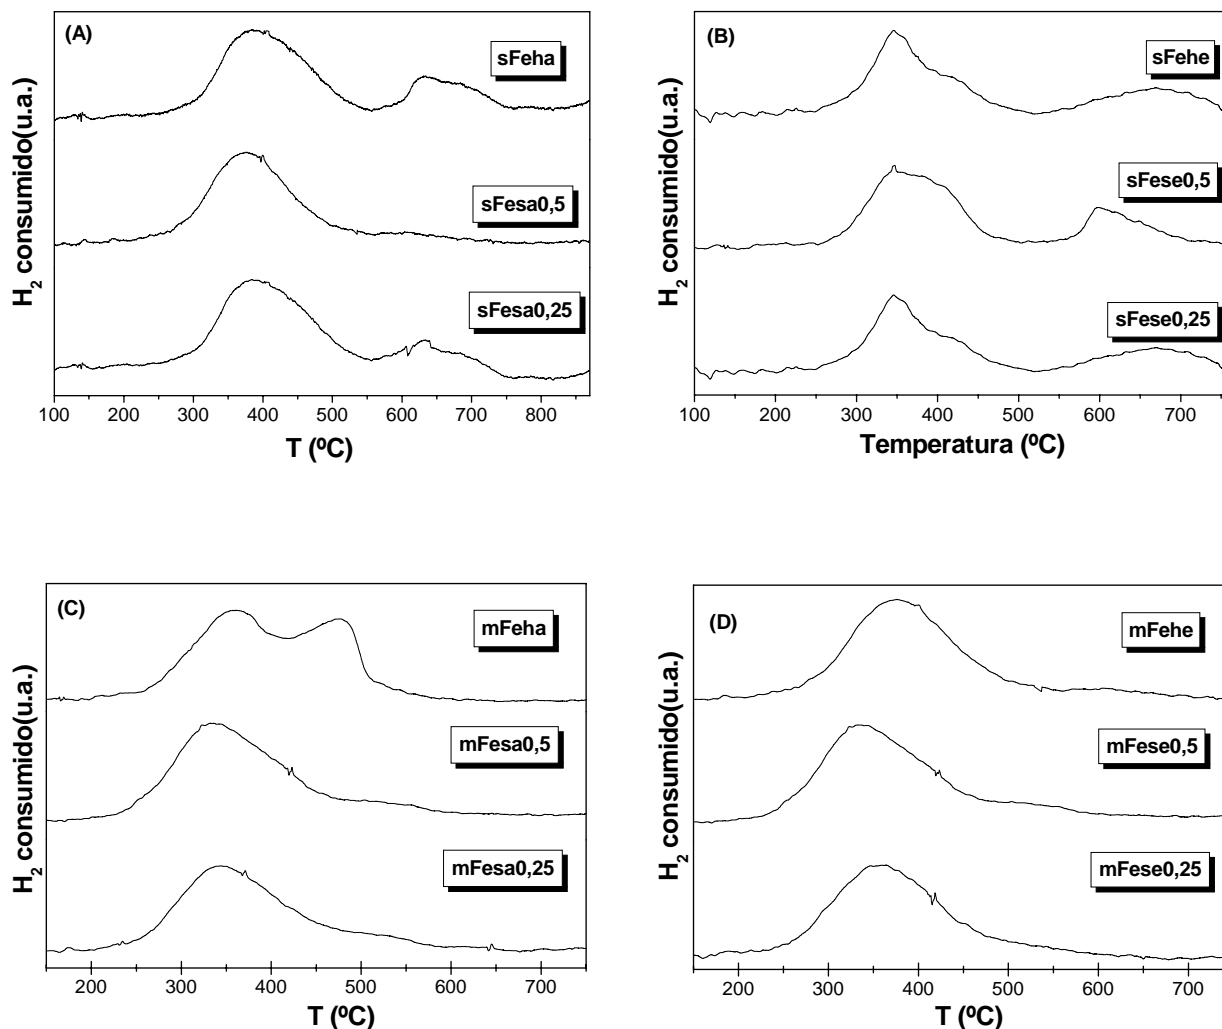 (A)
sFeha
sFesa0,5
sFesa0,25
H2 consumido(u.a.)
100 200 300 400 500 600 700 800
T (ºC)
(B)
sFehe
sFese0,5
sFese0,25
H2 consumido(u.a.)
100 200 300 400 500 600 700
Temperatura (ºC)
(C)
mFeha
mFesa0,5
mFesa0,25
H2 consumido(u.a.)
200 300 400 500 600 700
T (ºC)
(D)
mFehe
mFese0,5
mFese0,25
H2 consumido(u.a.)
200 300 400 500 600 700
T (ºC)